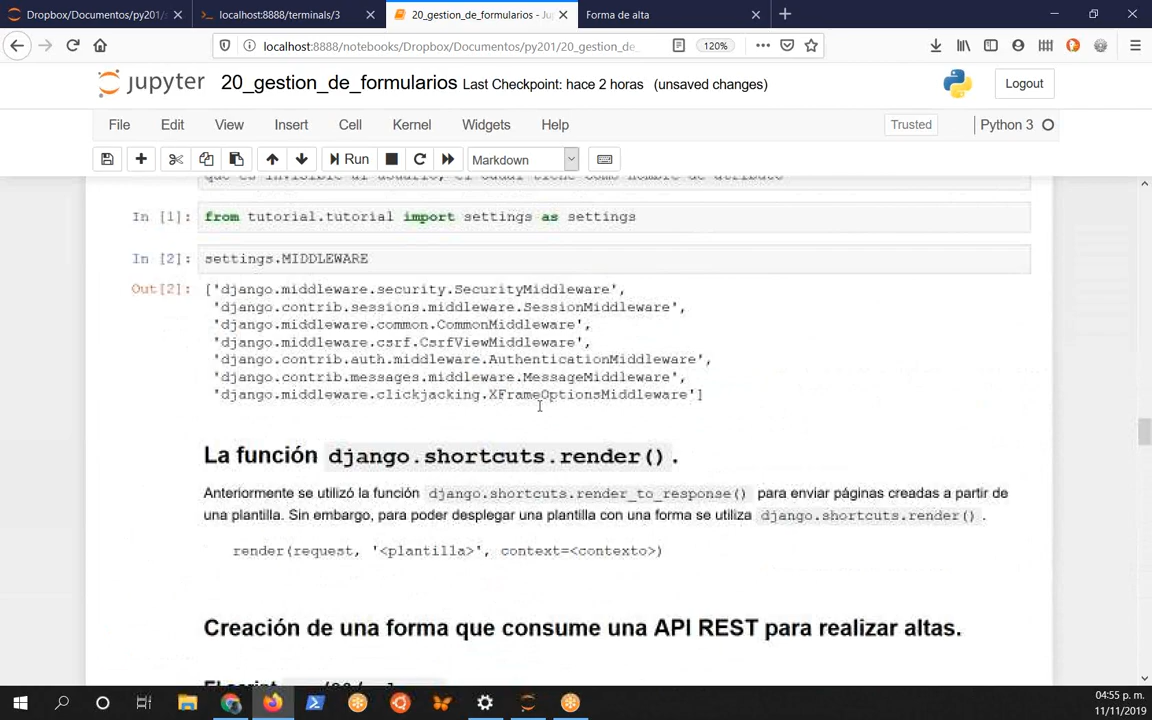 Dropbox/Documentos/py201/
localhost:8888/terminals/3
20_gestion_de_formularios - Ju
Forma de alta
localhost:8888/notebooks/Dropbox/Documentos/py201/20_gestion_de_
120%
jupyter
20_gestion_de_formularios Last Checkpoint: hace 2 horas (unsaved changes)
Logout
File Edit View Insert Cell Kernel Widgets Help
Trusted
Python 3
Run
Markdown
In [1]: from tutorial.tutorial import settings as settings
In [2]: settings.MIDDLEWARE
Out[2]: ['django.middleware.security.SecurityMiddleware',
'django.contrib.sessions.middleware.SessionMiddleware',
'django.middleware.common.CommonMiddleware',
'django.middleware.csrf.CsrfViewMiddleware',
'django.contrib.auth.middleware.AuthenticationMiddleware',
'django.contrib.messages.middleware.MessageMiddleware',
'django.middleware.clickjacking.XFrameOptionsMiddleware']
La función django.shortcuts.render().
Anteriormente se utilizó la función django.shortcuts.render_to_response() para enviar páginas creadas a partir de
una plantilla. Sin embargo, para poder desplegar una plantilla con una forma se utiliza django.shortcuts.render().
render(request, '<plantilla>', context=<contexto>)
Creación de una forma que consume una API REST para realizar altas.
04:55 p. m.
11/11/2019